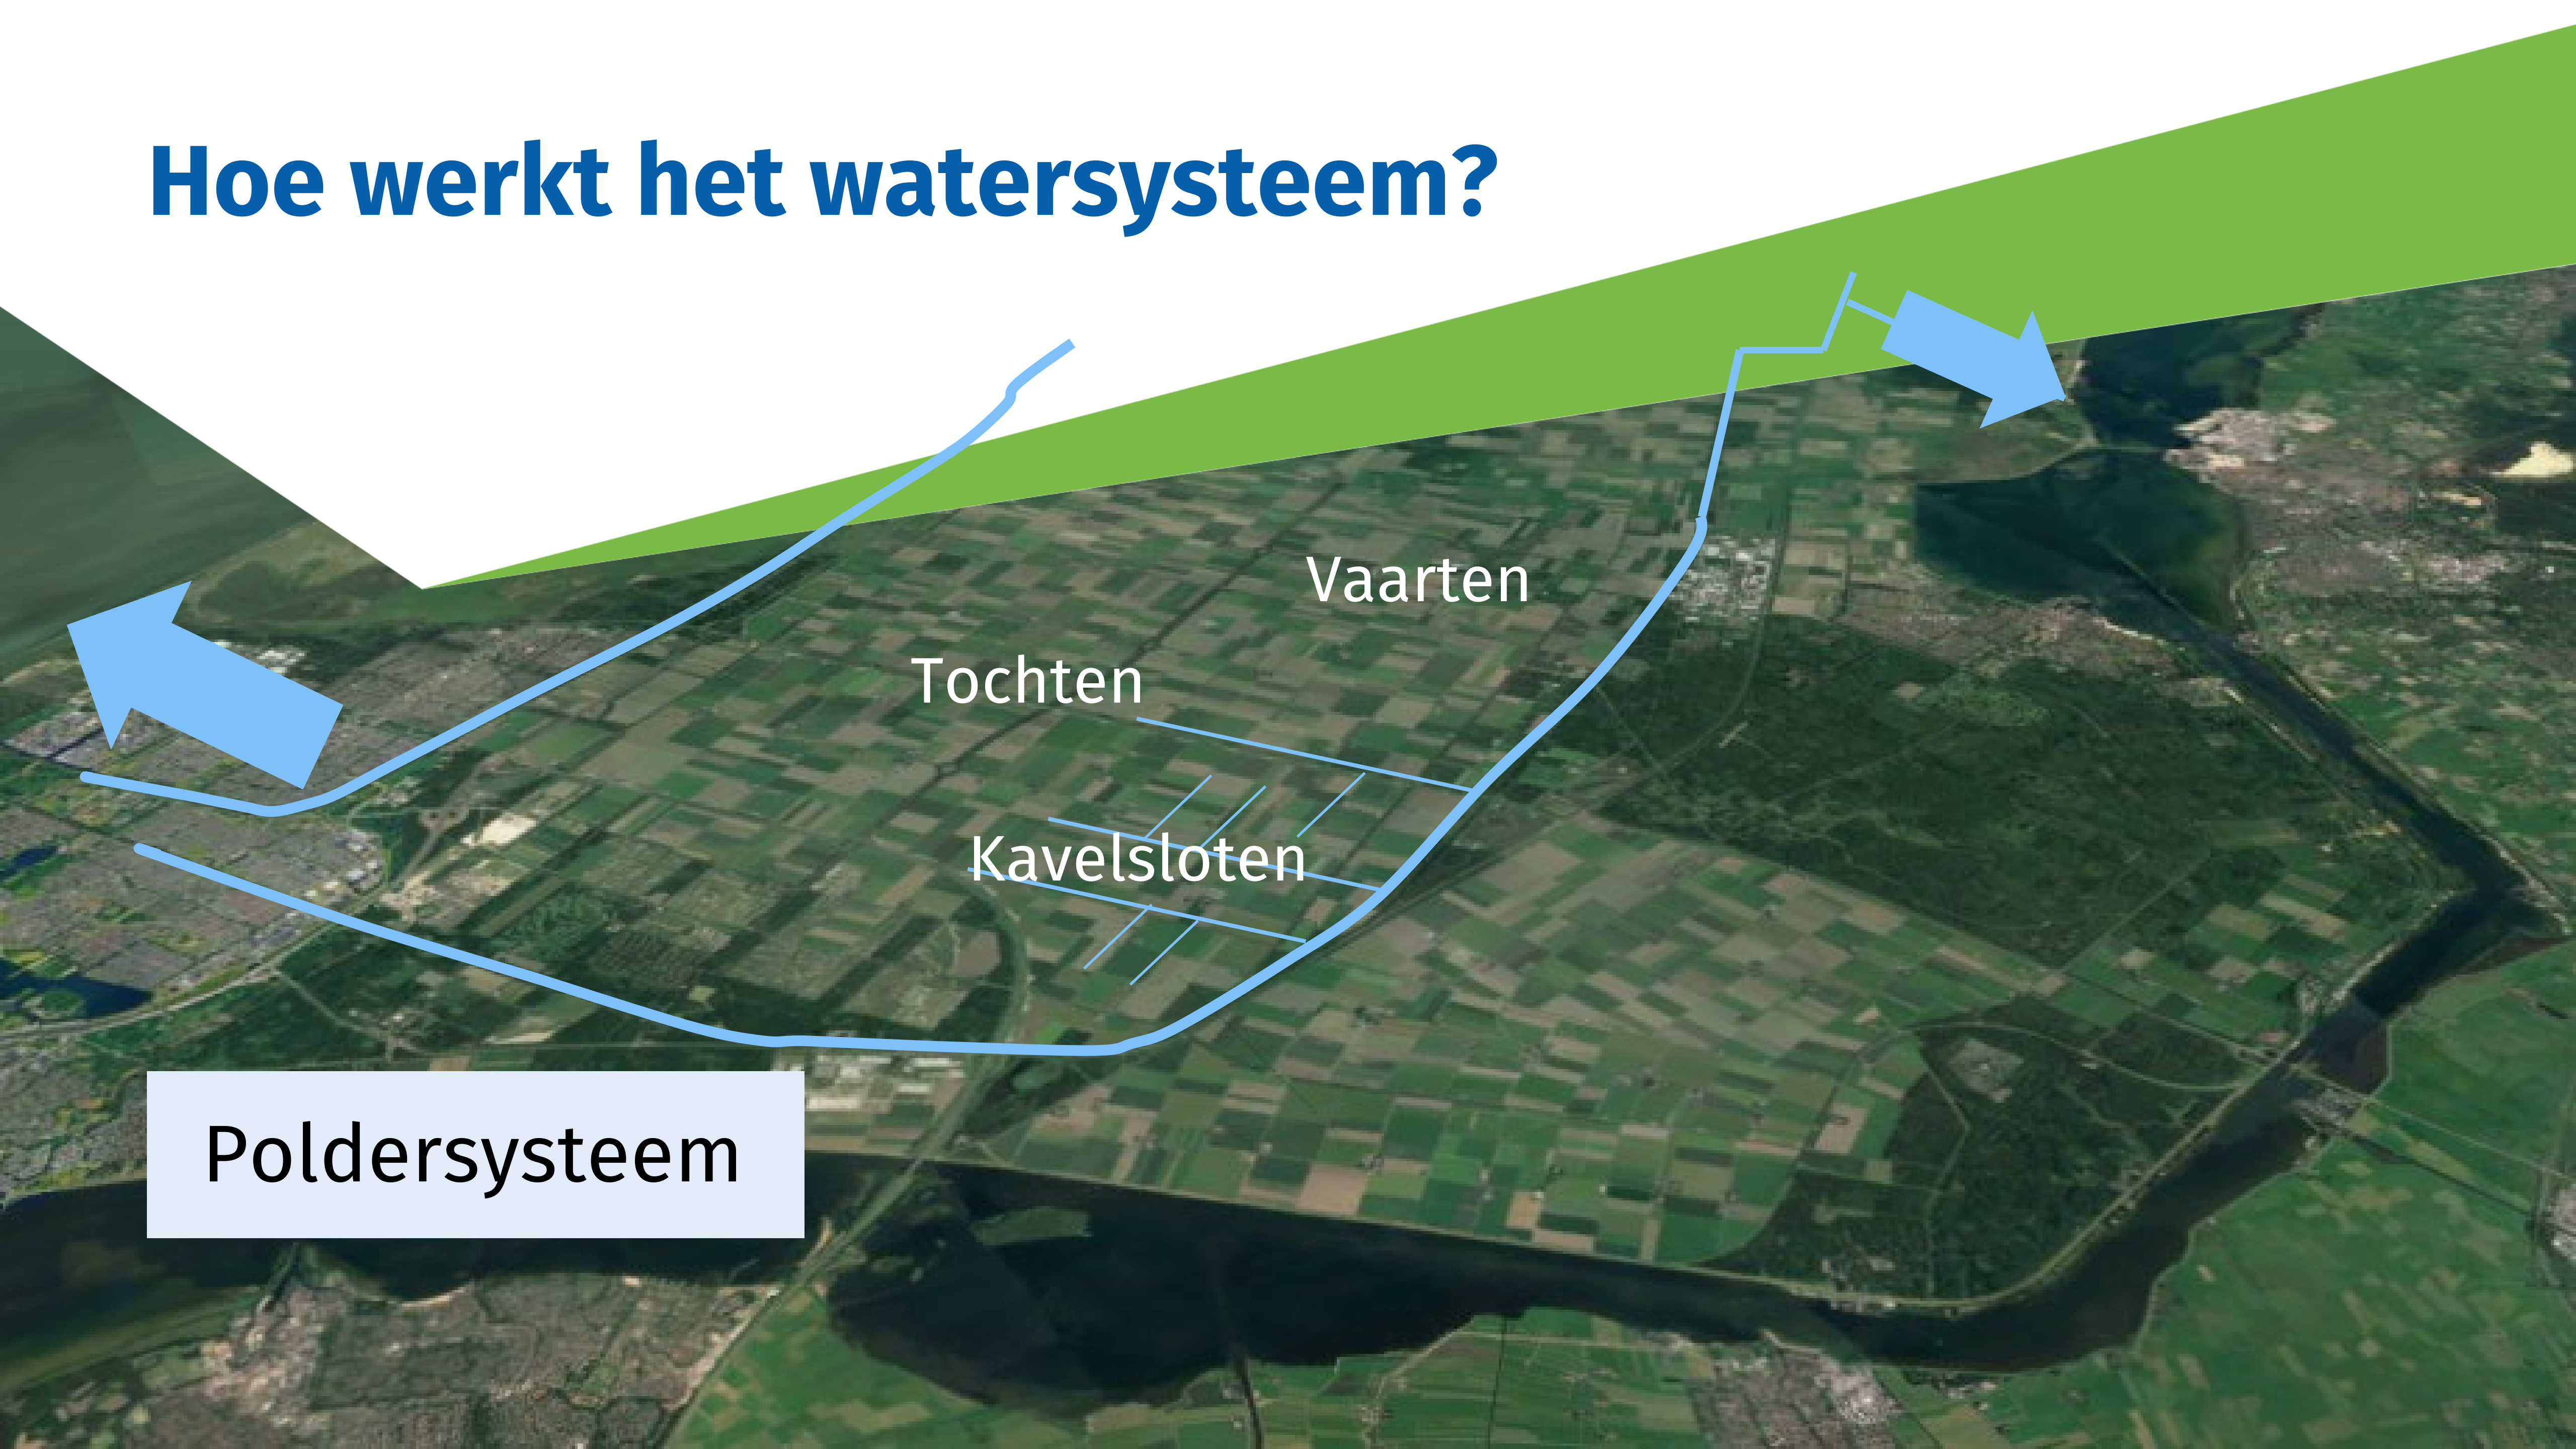 Hoe werkt het watersysteem?
Vaarten
Tochten
Kavelsloten
Poldersysteem